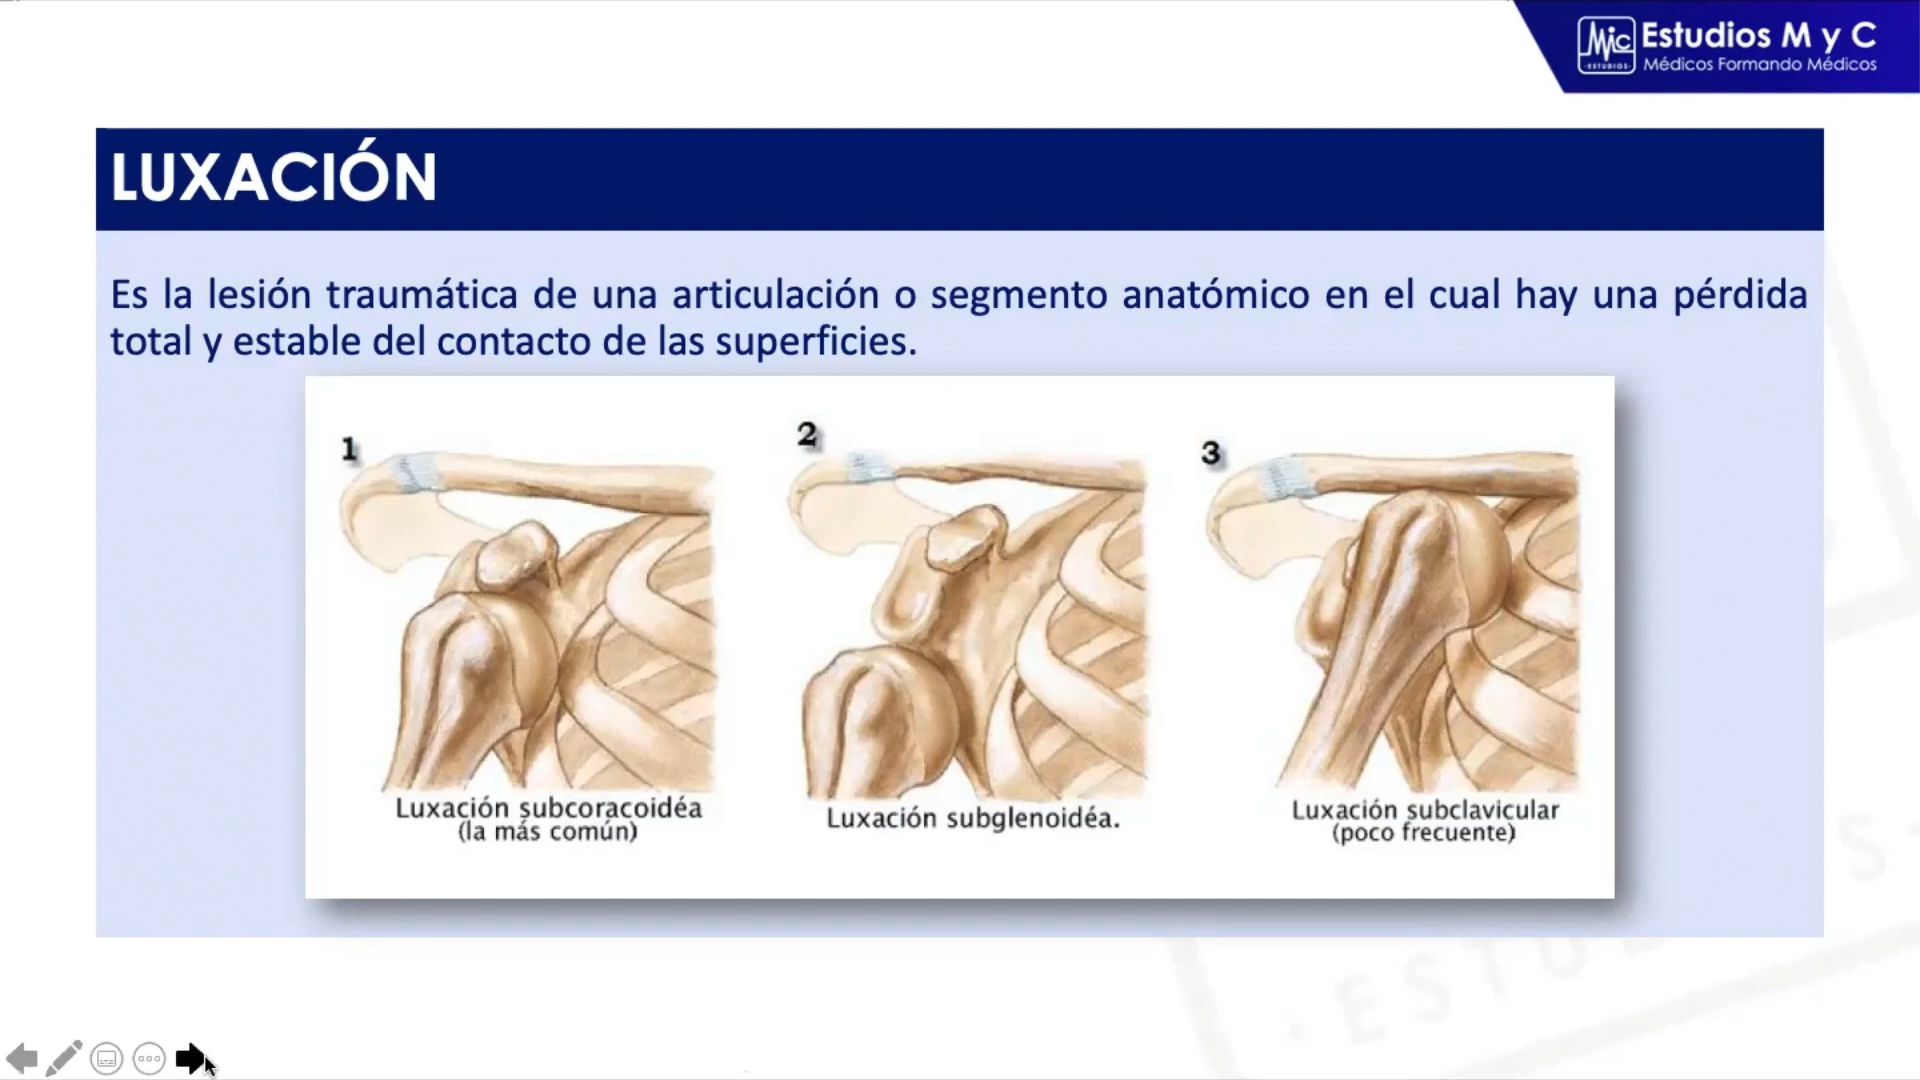 Mic
·ESTUDIOS·
Estudios M y C
Médicos Formando Médicos
LUXACIÓN
Es la lesión traumática de una articulación o segmento anatómico en el cual hay una pérdida
total y estable del contacto de las superficies.
1
2
3
Luxación subcoracoidéa
(la más común)
Luxación subglenoidéa.
Luxación subclavicular
(poco frecuente)